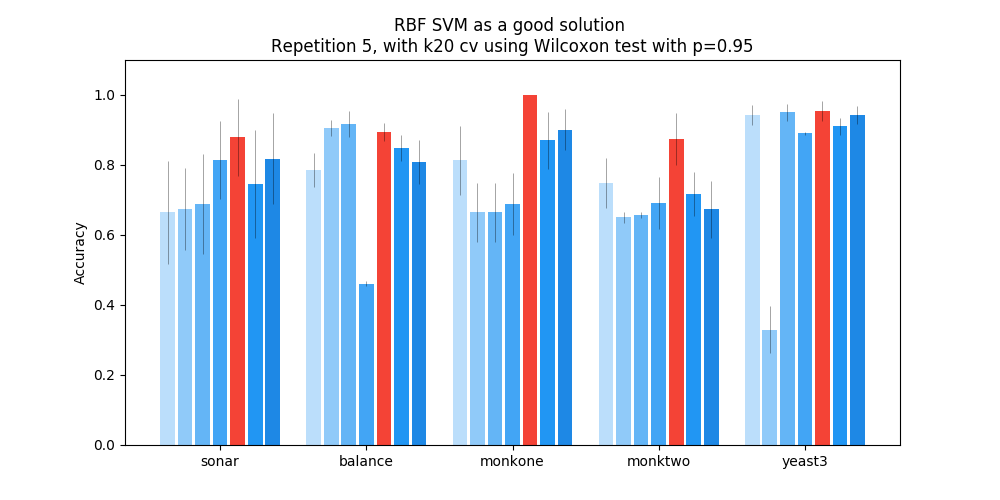 RBF SVM as a good solution
Repetition 5, with k20 cv using Wilcoxon test with p=0.95
Accuracy
1.0
0.8
0.6
0.4
0.2
0.0
sonar balance monkone monktwo yeast3